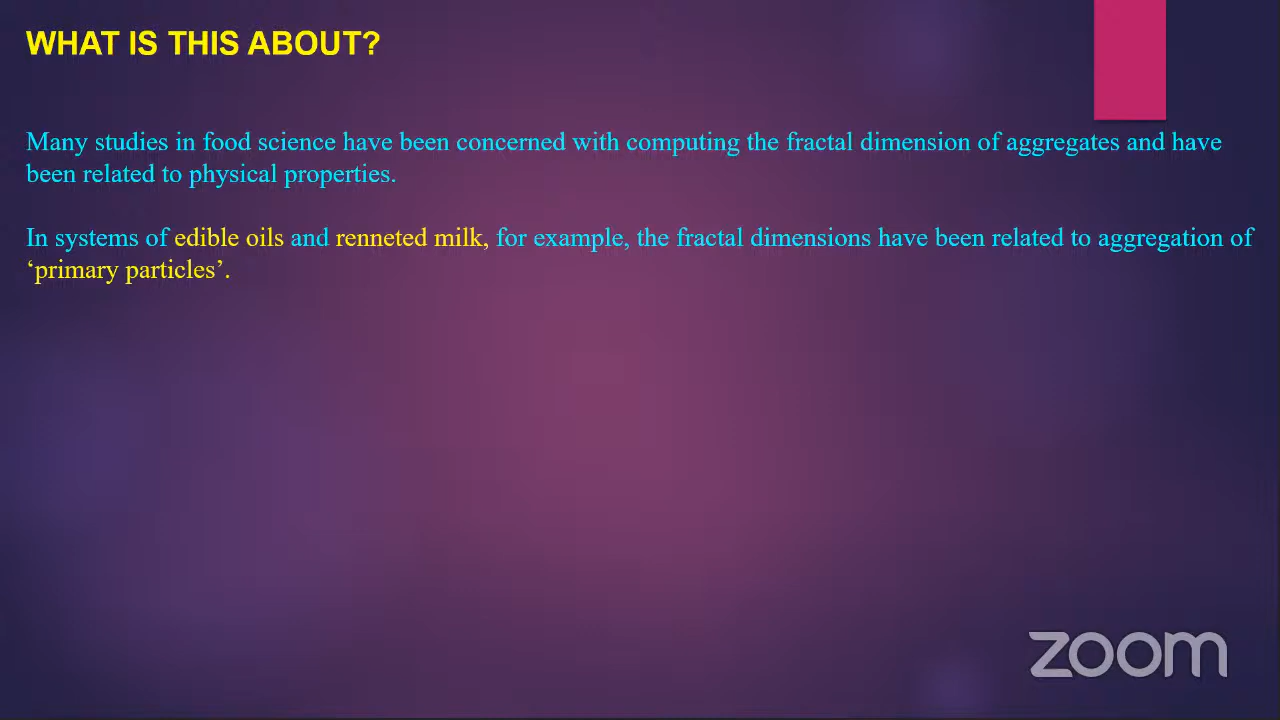 WHAT IS THIS ABOUT?
Many studies in food science have been concerned with computing the fractal dimension of aggregates and have
been related to physical properties.
In systems of edible oils and renneted milk, for example, the fractal dimensions have been related to aggregation of
‘primary particles’.
zoom